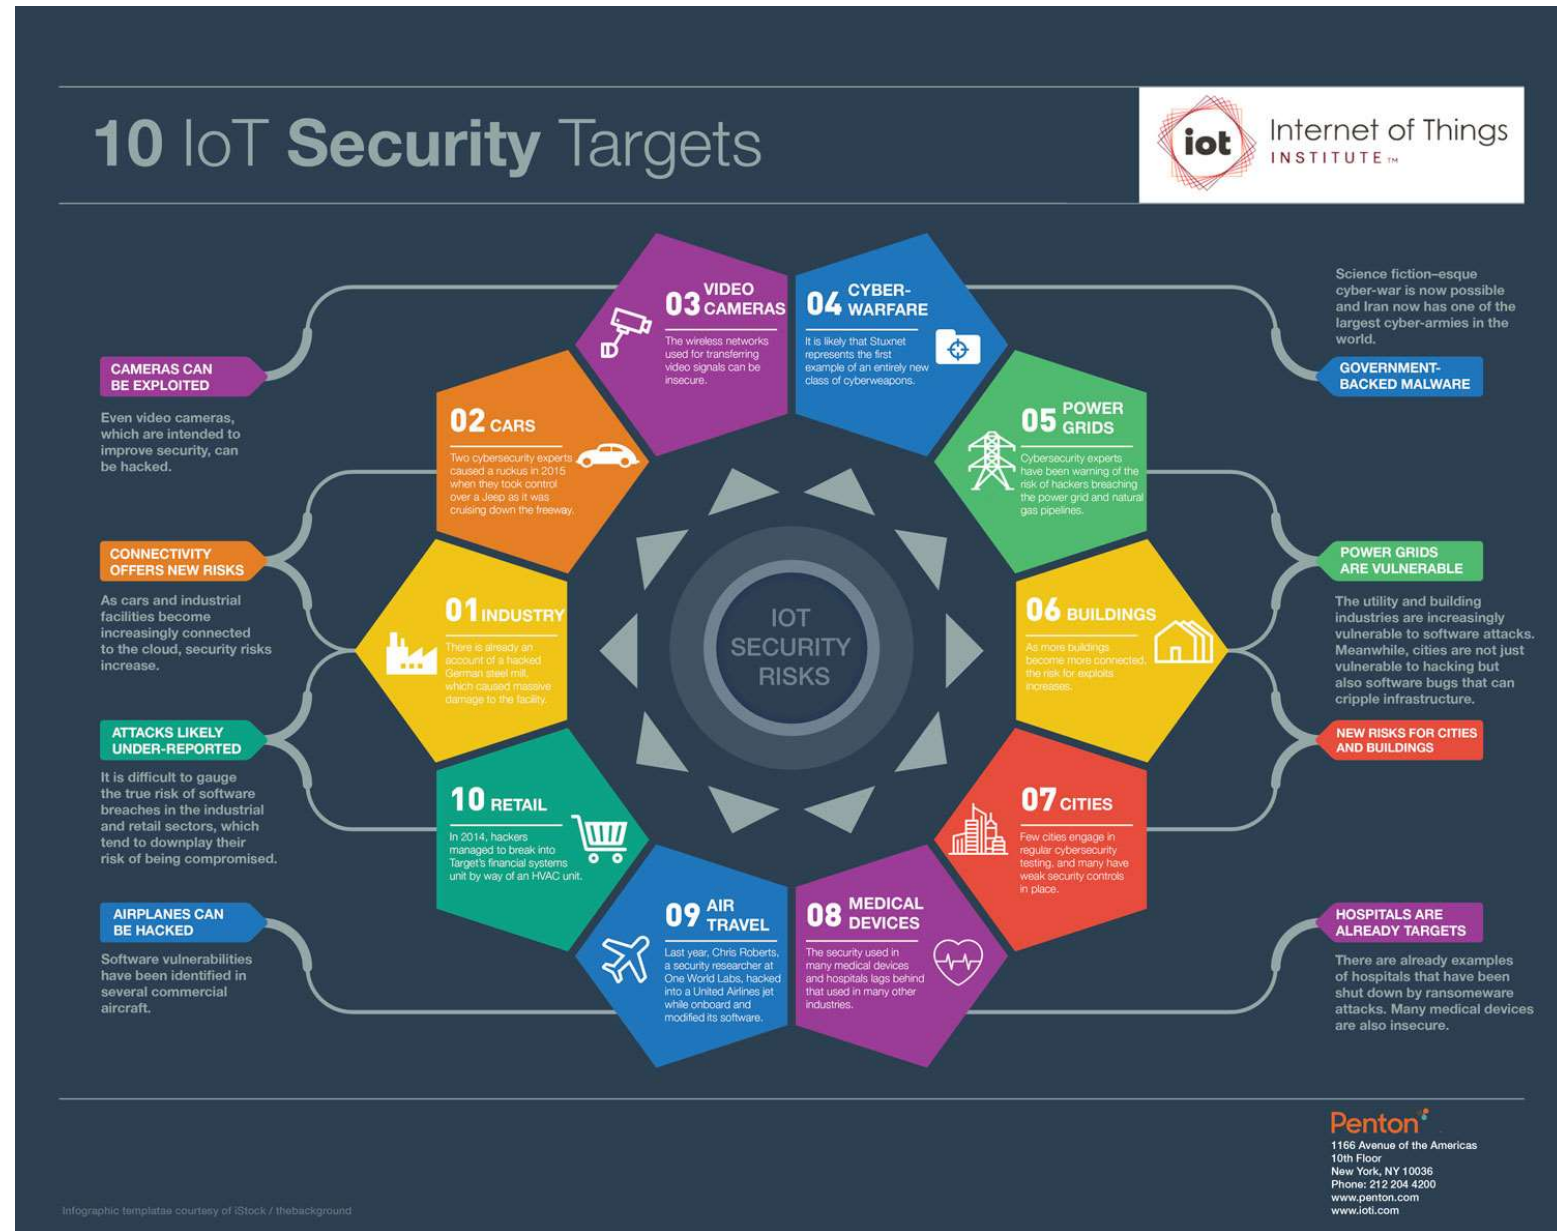 10 IoT Security Targets
iot
Internet of Things
INSTITUTE™
03 VIDEO
CAMERAS
The wireless networks
used for transferring
video signals can be
insecure.
04 CYBER-
WARFARE
It is likely that Stuxnet
represents the first
example of an entirely new
class of cyberweapons.
Science fiction–esque
cyber-war is now possible
and Iran now has one of the
largest cyber-armies in the
world.
GOVERNMENT-
BACKED MALWARE
CAMERAS CAN
BE EXPLOITED
Even video cameras,
which are intended to
improve security, can
be hacked.
02 CARS
Two cybersecurity experts
caused a ruckus in 2015
when they took control
over a Jeep as it was
cruising down the freeway.
05 POWER
GRIDS
Cybersecurity experts
have been warning of the
risk of hackers breaching
the power grid and natural
gas pipelines.
CONNECTIVITY
OFFERS NEW RISKS
As cars and industrial
facilities become
increasingly connected
to the cloud, security risks
increase.
01 INDUSTRY
There is already an
account of a hacked
German steel mill,
which caused massive
damage to the facility.
IOT
SECURITY
RISKS
06 BUILDINGS
As more buildings
become more connected,
the risk for exploits
increases.
POWER GRIDS
ARE VULNERABLE
The utility and building
industries are increasingly
vulnerable to software attacks.
Meanwhile, cities are not just
vulnerable to hacking but
also software bugs that can
cripple infrastructure.
NEW RISKS FOR CITIES
AND BUILDINGS
ATTACKS LIKELY
UNDER-REPORTED
It is difficult to gauge
the true risk of software
breaches in the industrial
and retail sectors, which
tend to downplay their
risk of being compromised.
10 RETAIL
In 2014, hackers
managed to break into
Target's financial systems
unit by way of an HVAC unit.
07 CITIES
Few cities engage in
regular cybersecurity
testing, and many have
weak security controls
in place.
AIRPLANES CAN
BE HACKED
Software vulnerabilities
have been identified in
several commercial
aircraft.
09 AIR
TRAVEL
Last year, Chris Roberts,
a security researcher at
One World Labs, hacked
into a United Airlines jet
while onboard and
modified its software.
08 MEDICAL
DEVICES
The security used in
many medical devices
and hospitals lags behind
that used in many other
industries.
HOSPITALS ARE
ALREADY TARGETS
There are already examples
of hospitals that have been
shut down by ransomeware
attacks. Many medical devices
are also insecure.
Penton
1166 Avenue of the Americas
10th Floor
New York, NY 10036
Phone: 212 204 4200
www.penton.com
www.ioti.com
Infographic templatae courtesy of iStock / thebackground